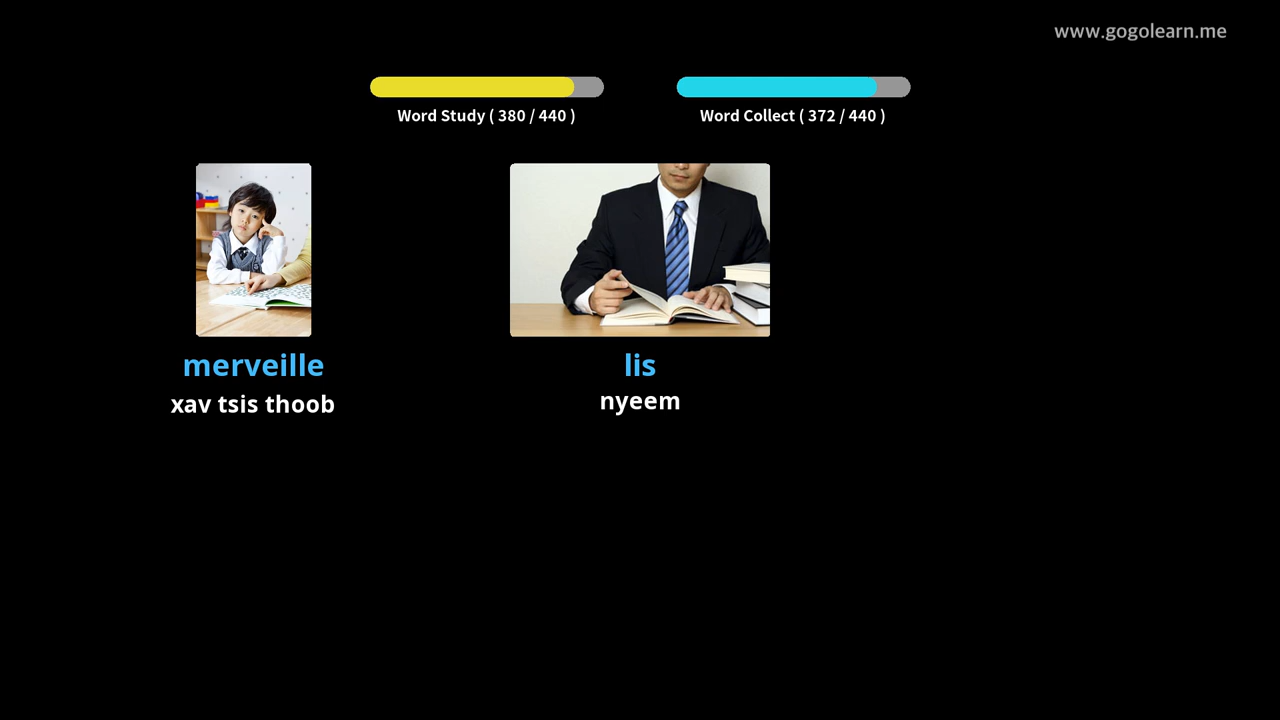 www.gogolearn.me
Word Study ( 380 / 440 )
Word Collect ( 372 / 440 )
merveille
xav tsis thoob
lis
nyeem